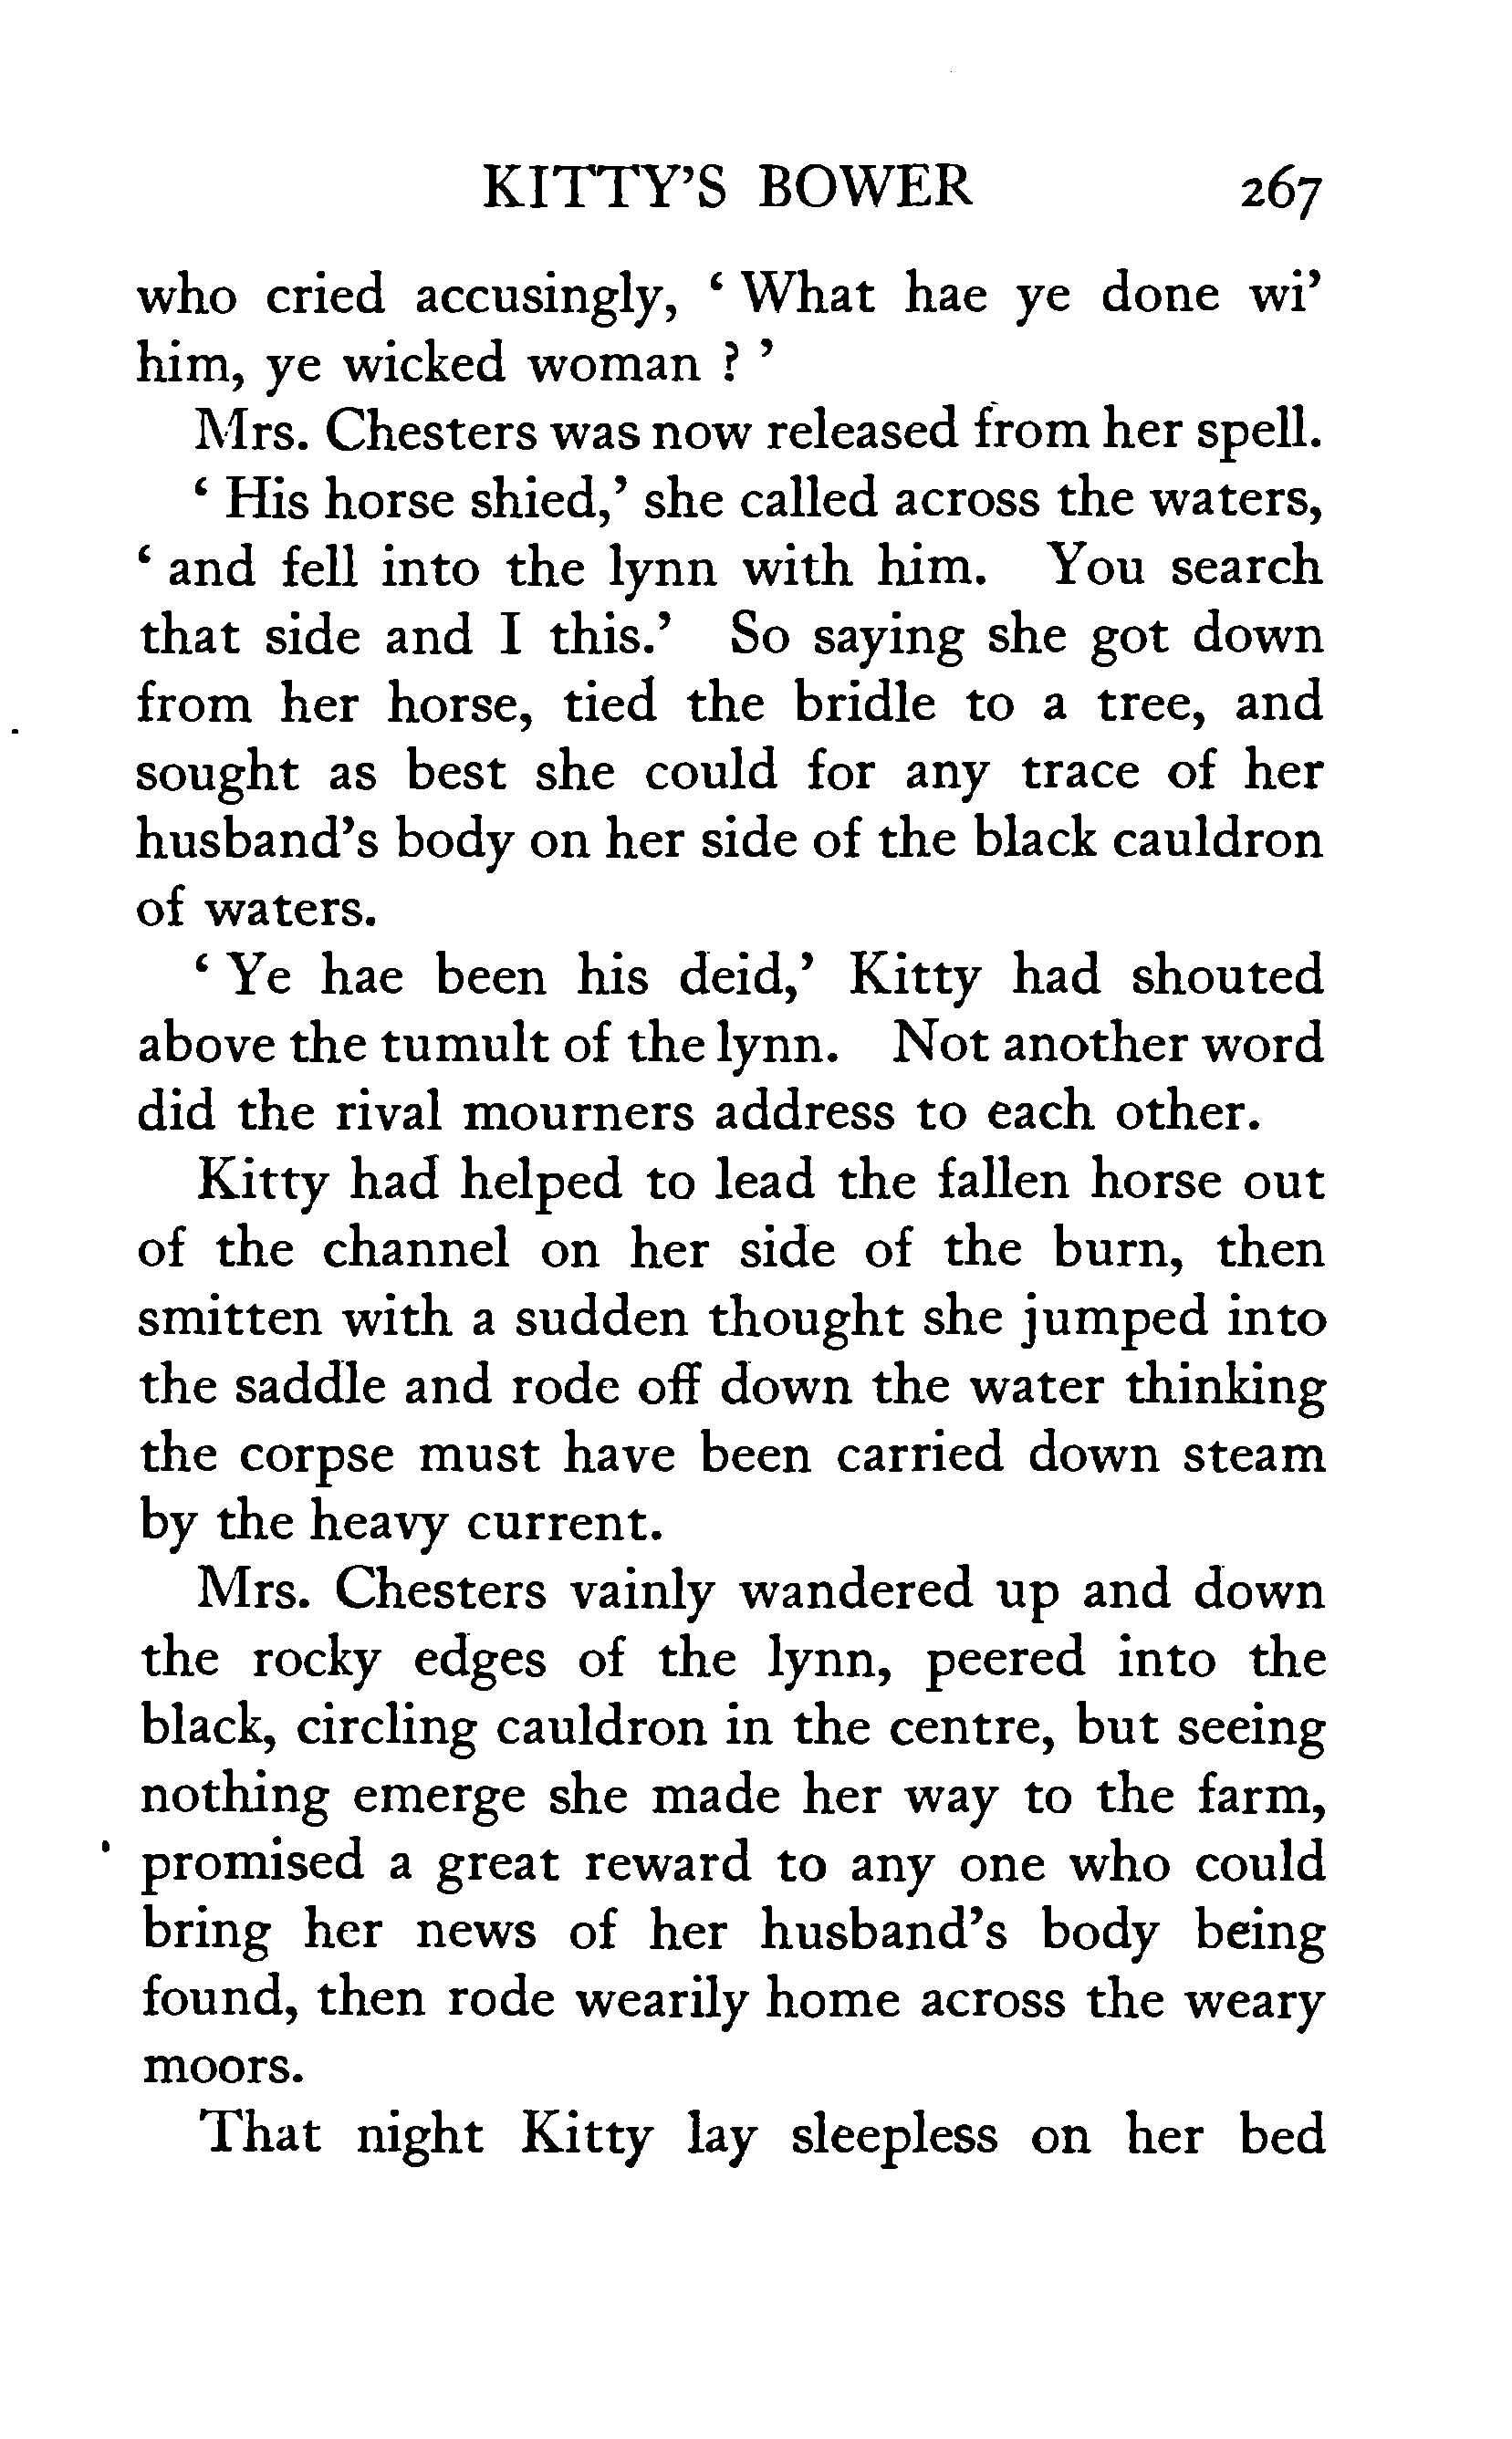 KITTY'S BOWER 267
who cried accusingly, ‘ What hae ye done wi’
him, ye wicked woman ? ’
Mrs. Chesters was now released from her spell.
‘ His horse shied,’ she called across the waters,
‘ and fell into the lynn with him. You search
that side and I this.’ So saying she got down
from her horse, tied the bridle to a tree, and
sought as best she could for any trace of her
husband's body on her side of the black cauldron
of waters.
‘ Ye hae been his deid,’ Kitty had shouted
above the tumult of the lynn. Not another word
did the rival mourners address to each other.
Kitty had helped to lead the fallen horse out
of the channel on her side of the burn, then
smitten with a sudden thought she jumped into
the saddle and rode off down the water thinking
the corpse must have been carried down steam
by the heavy current.
Mrs. Chesters vainly wandered up and down
the rocky edges of the lynn, peered into the
black, circling cauldron in the centre, but seeing
nothing emerge she made her way to the farm,
promised a great reward to any one who could
bring her news of her husband's body being
found, then rode wearily home across the weary
moors.
That night Kitty lay sleepless on her bed